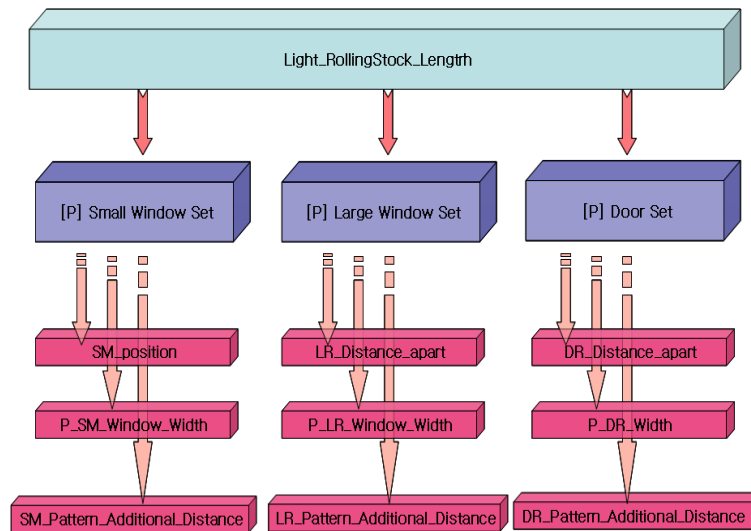 Light_RollingStock_Lengtrh
[P] Small Window Set
[P] Large Window Set
[P] Door Set
SM_position
LR_Distance_apart
DR_Distance_apart
P_SM_Window_Width
P_LR_Window_Width
P_DR_Width
SM_Pattern_Additional_Distance
LR_Pattern_Additional_Distance
DR_Pattern_Additional_Distance